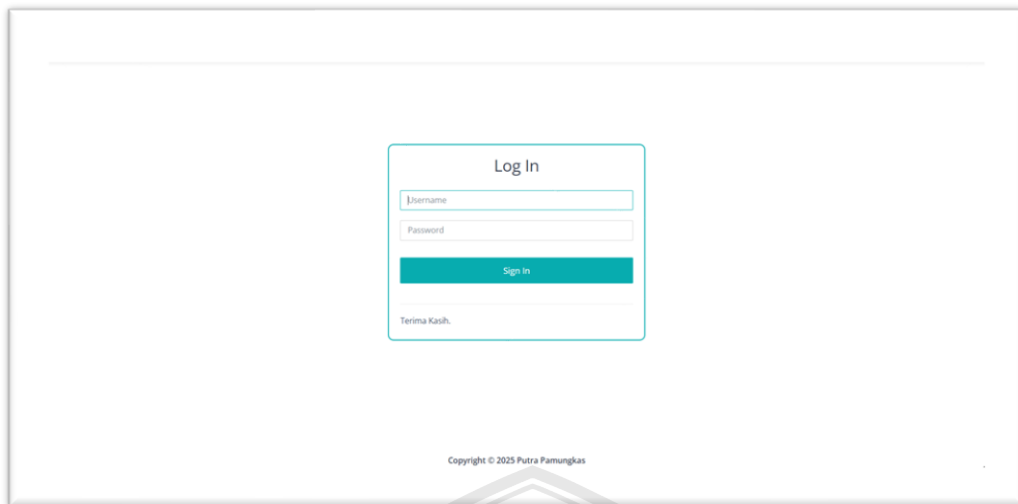 Log In
Username
Password
Sign In
Terima Kasih.
Copyright © 2025 Putra Pamungkas